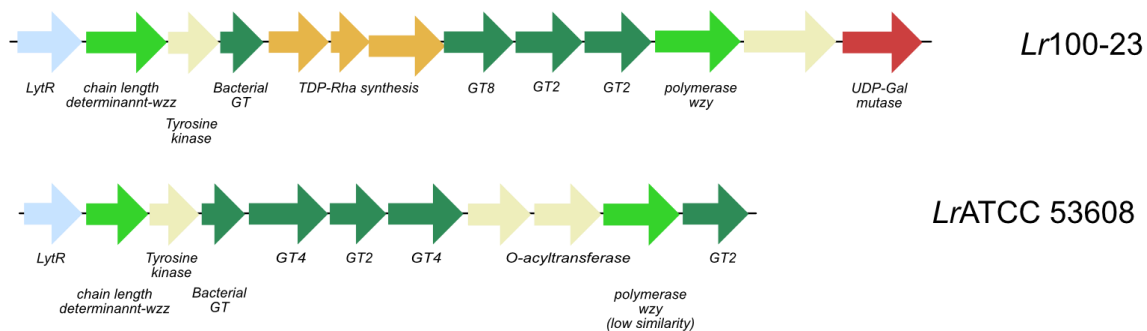 Lr100-23
LytR
chain length
determinannt-wzz
Tyrosine
kinase
Bacterial
GT
TDP-Rha synthesis
GT8
GT2
GT2
polymerase
wzy
UDP-Gal
mutase
LrATCC 53608
LytR
chain length
determinannt-wzz
Tyrosine
kinase
Bacterial
GT
GT4
GT2
GT4
O-acyltransferase
polymerase
wzy
(low similarity)
GT2